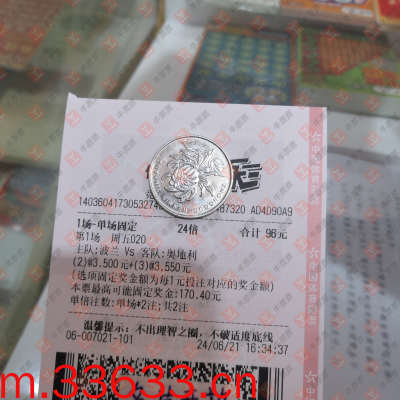 14036041730532
87320 AD4D90A9
1场-单场固定 24倍 合计 96元
第1场 周五020
主队:波兰 Vs 客队:奥地利
(2)@3.500元+(3)@3.550元
(选项固定奖金额为每1元投注对应的奖金额)
本票最高可能固定奖金:170.40元
单倍注数:单场*2注;共2注
温馨提示: 不出理智之圈, 不破适度底线
06-007021-101 24/06/21 16:34:37
m.33633.cn